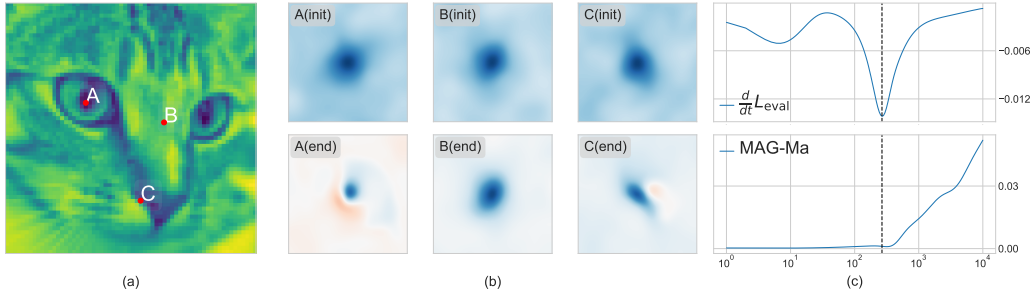 A
B
C
(a)
A(init)
B(init)
C(init)
A(end)
B(end)
C(end)
(b)
d/dt L_eval
−0.006
−0.012
MAG-Ma
0.03
0.00
10^0
10^1
10^2
10^3
10^4
(c)